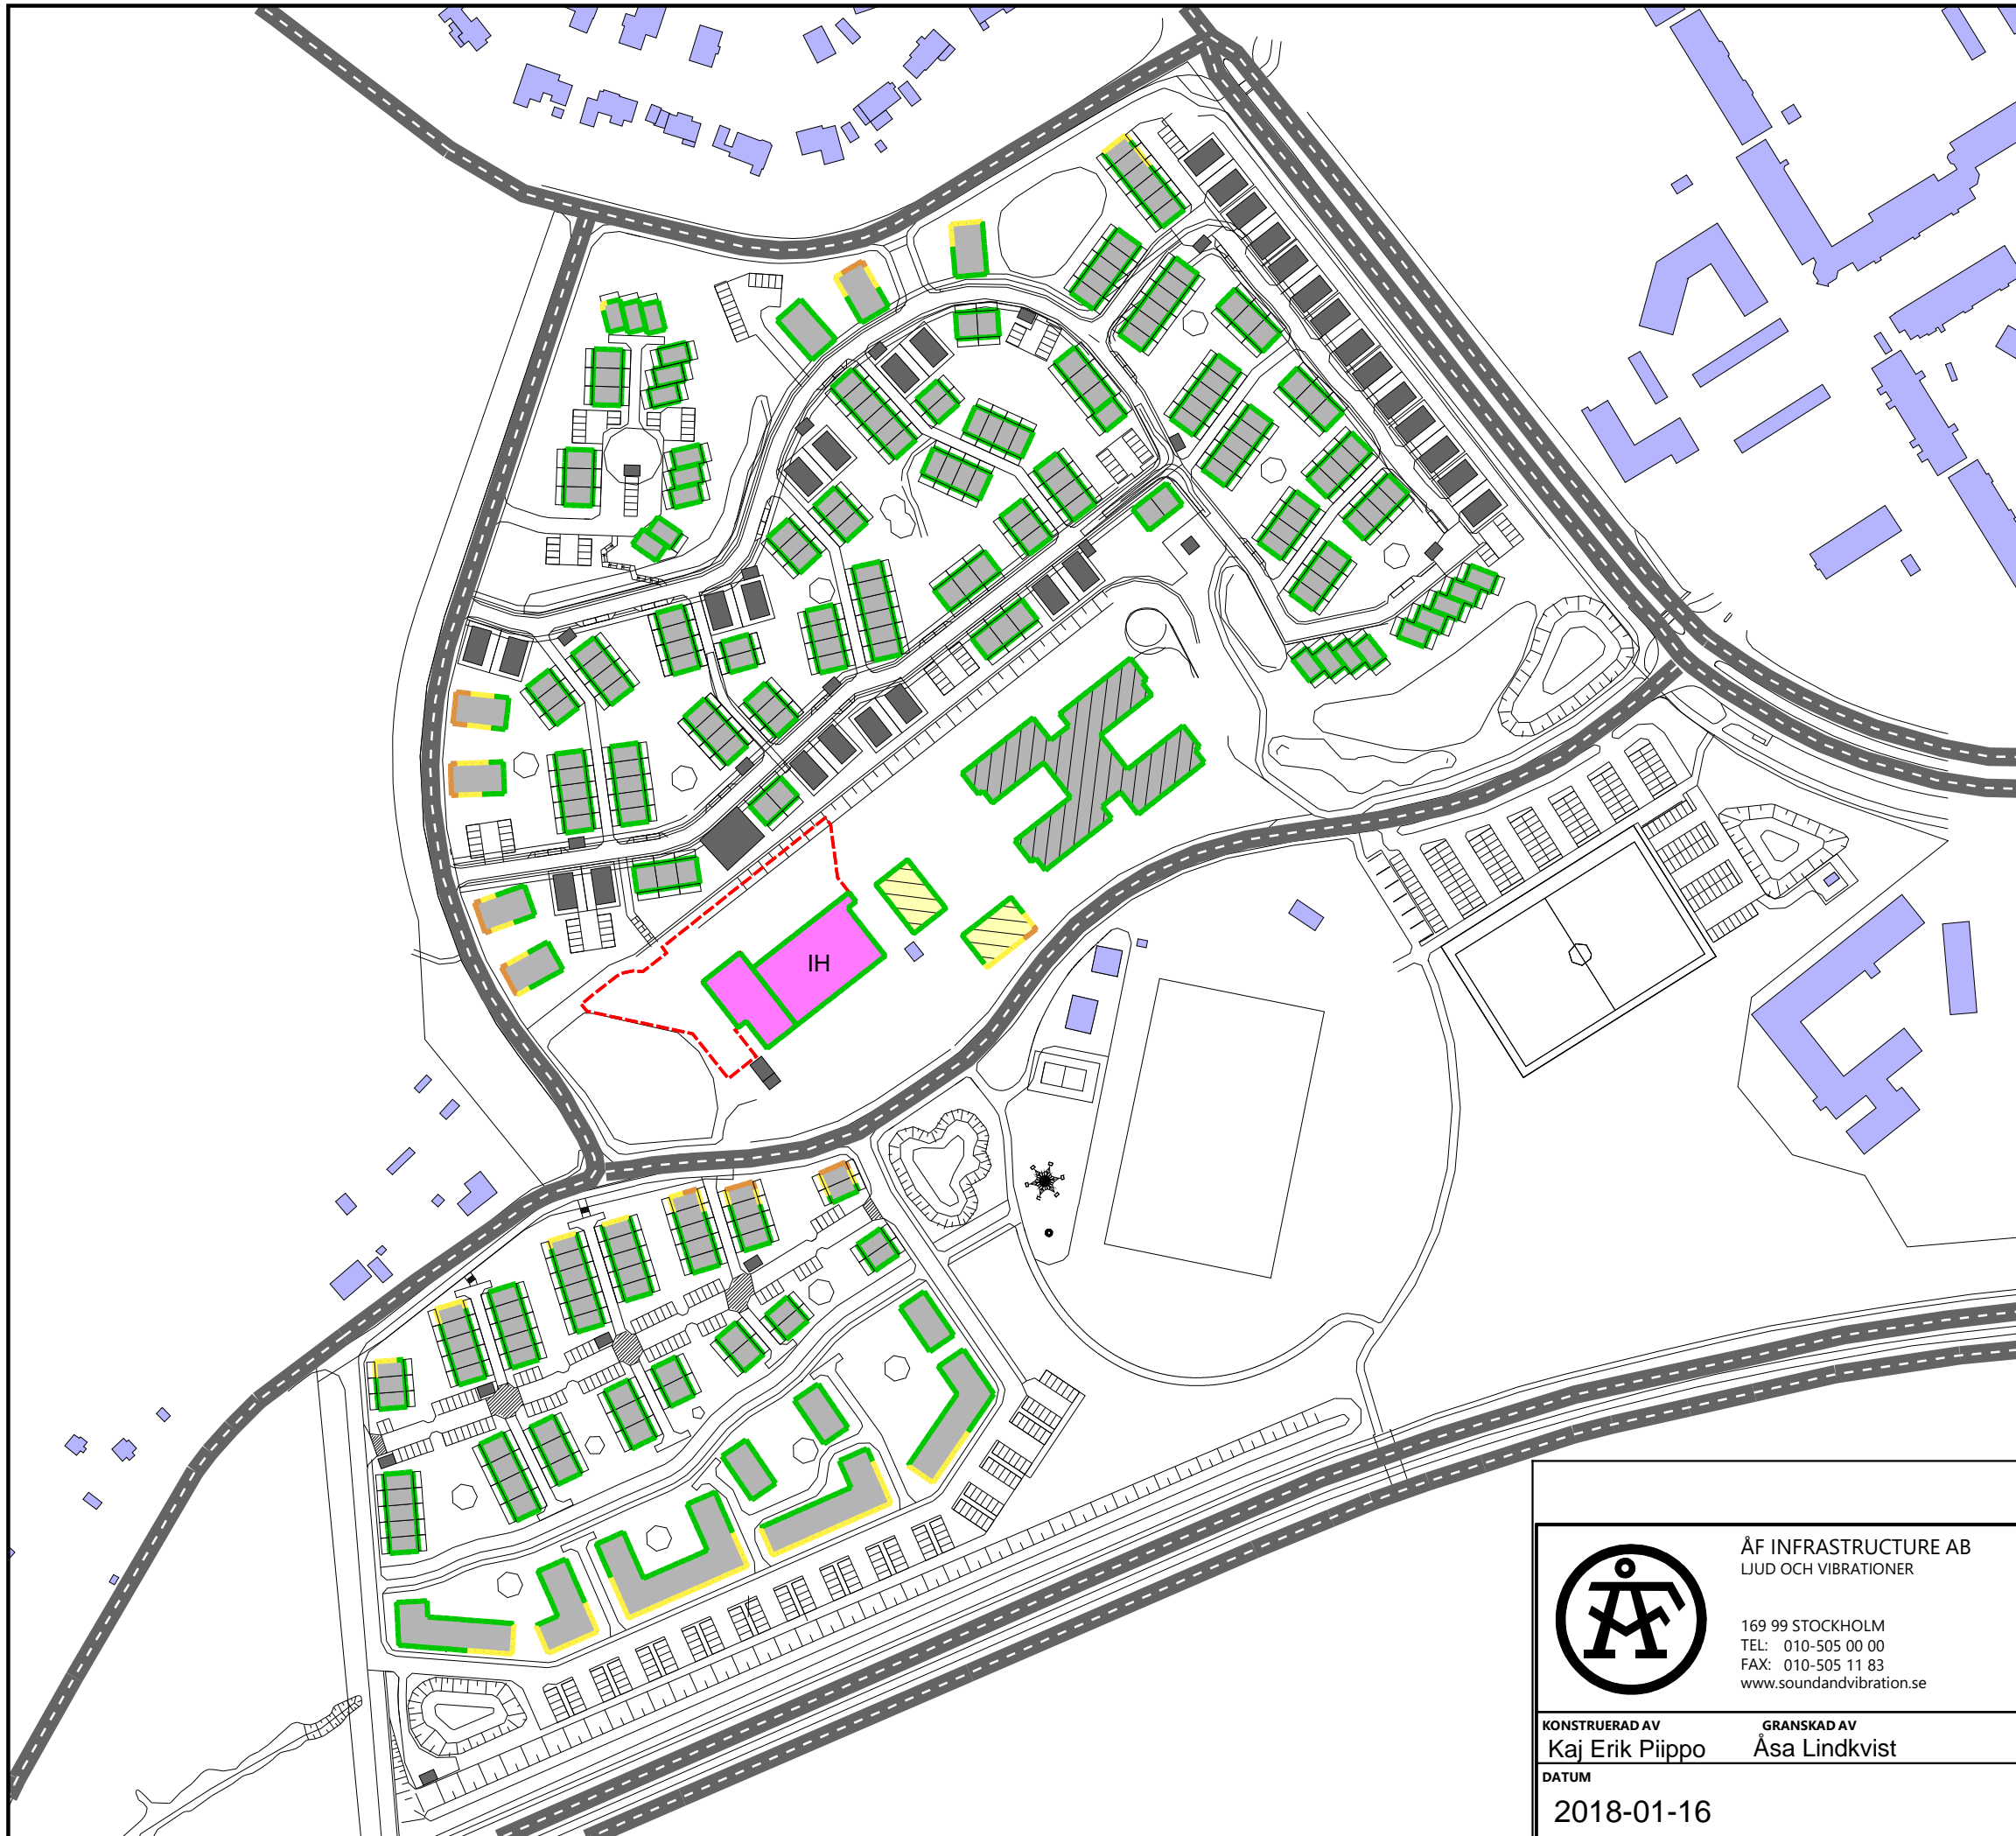 IH
ÅF INFRASTRUCTURE AB
LJUD OCH VIBRATIONER
169 99 STOCKHOLM
TEL: 010-505 00 00
FAX: 010-505 11 83
www.soundandvibration.se
KONSTRUERAD AV GRANSKAD AV
Kaj Erik Piippo Åsa Lindkvist
DATUM
2018-01-16